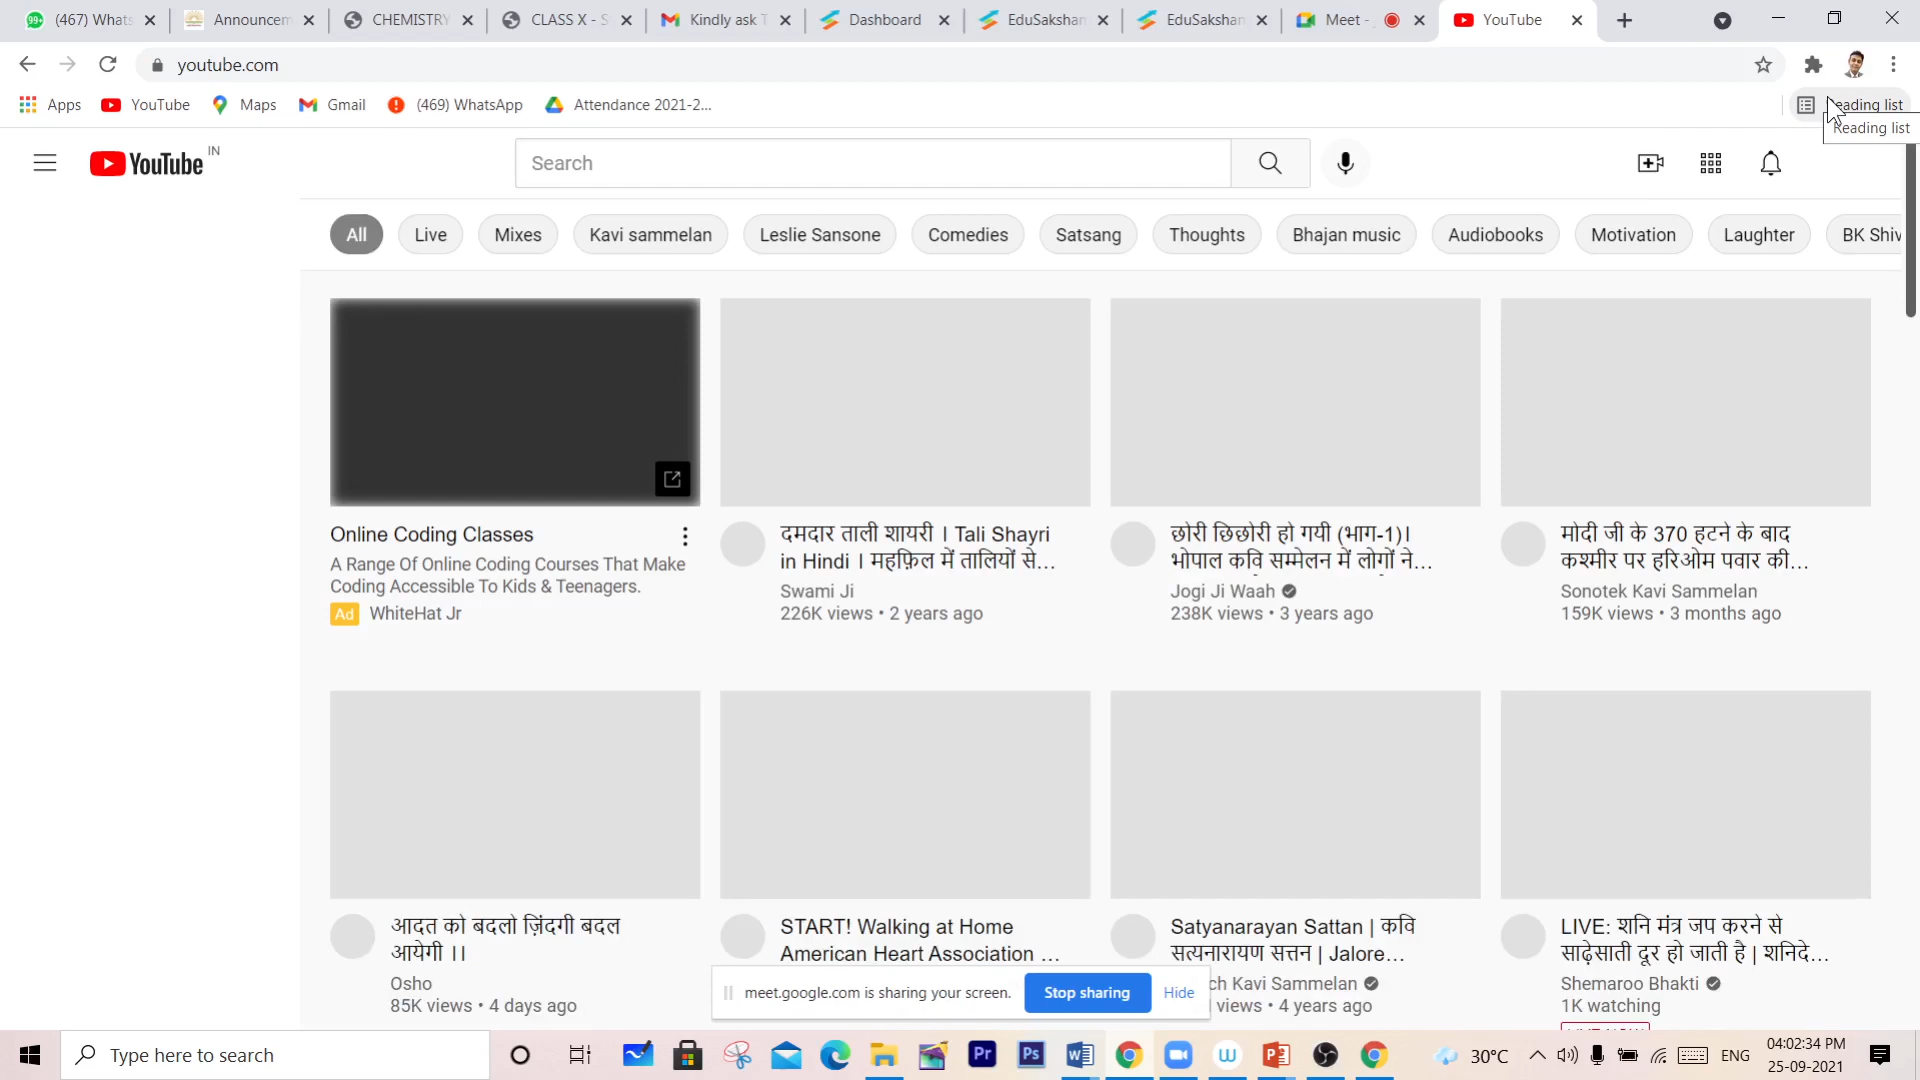 (467) Whats
Announcem
CHEMISTRY
CLASS X - S
Kindly ask T
Dashboard
EduSakshan
EduSakshan
Meet -
YouTube
youtube.com
Apps
YouTube
Maps
Gmail
(469) WhatsApp
Attendance 2021-2...
Reading list
YouTube IN
Search
All
Live
Mixes
Kavi sammelan
Leslie Sansone
Comedies
Satsang
Thoughts
Bhajan music
Audiobooks
Motivation
Laughter
BK Shiv
Online Coding Classes
A Range Of Online Coding Courses That Make
Coding Accessible To Kids & Teenagers.
Ad WhiteHat Jr
दमदार ताली शायरी । Tali Shayri
in Hindi । महफ़िल में तालियों से...
Swami Ji
226K views • 2 years ago
छोरी छिछोरी हो गयी (भाग-1)।
भोपाल कवि सम्मेलन में लोगों ने...
Jogi Ji Waah
238K views • 3 years ago
मोदी जी के 370 हटने के बाद
कश्मीर पर हरिओम पवार की...
Sonotek Kavi Sammelan
159K views • 3 months ago
आदत को बदलो ज़िंदगी बदल
आयेगी ।।
Osho
85K views • 4 days ago
START! Walking at Home
American Heart Association ...
Satyanarayan Sattan | कवि
सत्यनारायण सत्तन | Jalore...
ch Kavi Sammelan
views • 4 years ago
LIVE: शनि मंत्र जप करने से
साढ़ेसाती दूर हो जाती है | शनिदे...
Shemaroo Bhakti
1K watching
meet.google.com is sharing your screen.
Stop sharing
Hide
Type here to search
30°C
ENG
04:02:34 PM
25-09-2021